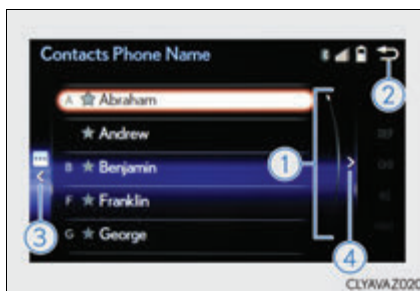 Contacts Phone Name
2
A Abraham
Andrew
1
B Benjamin
3
F Franklin
G George
4
CLYAVAZ020